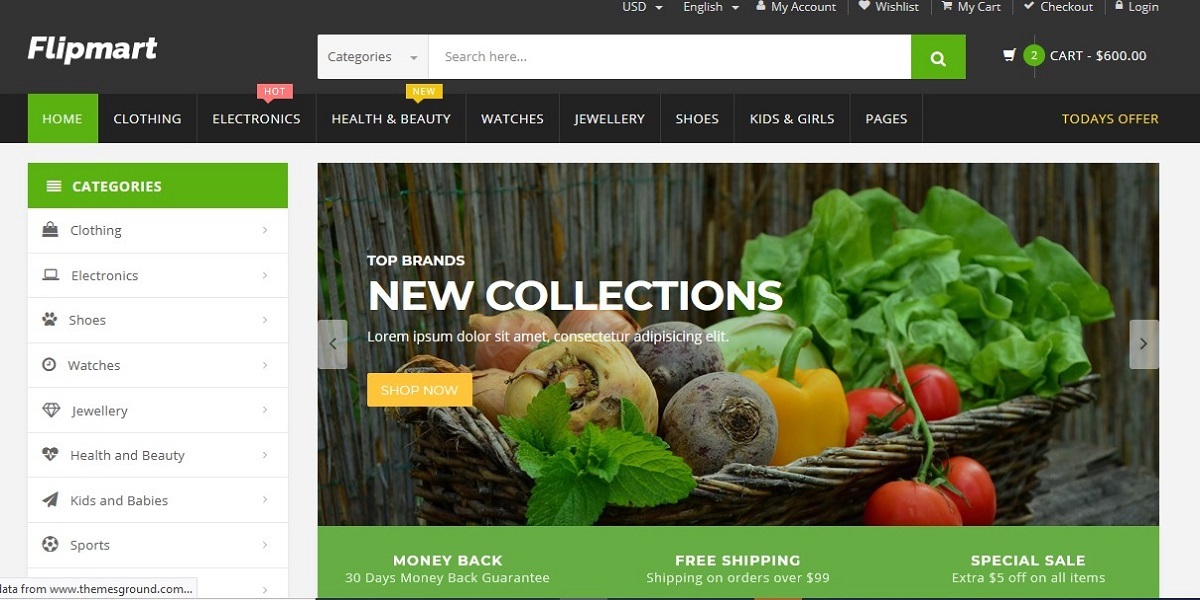 USD English My Account Wishlist My Cart Checkout Login
Flipmart
Categories Search here... 2 CART - $600.00
HOT NEW
HOME CLOTHING ELECTRONICS HEALTH & BEAUTY WATCHES JEWELLERY SHOES KIDS & GIRLS PAGES TODAYS OFFER
CATEGORIES
Clothing
Electronics
Shoes
Watches
Jewellery
Health and Beauty
Kids and Babies
Sports
TOP BRANDS
NEW COLLECTIONS
Lorem ipsum dolor sit amet, consectetur adipisicing elit.
SHOP NOW
MONEY BACK FREE SHIPPING SPECIAL SALE
30 Days Money Back Guarantee Shipping on orders over $99 Extra $5 off on all items
data from www.themesground.com...